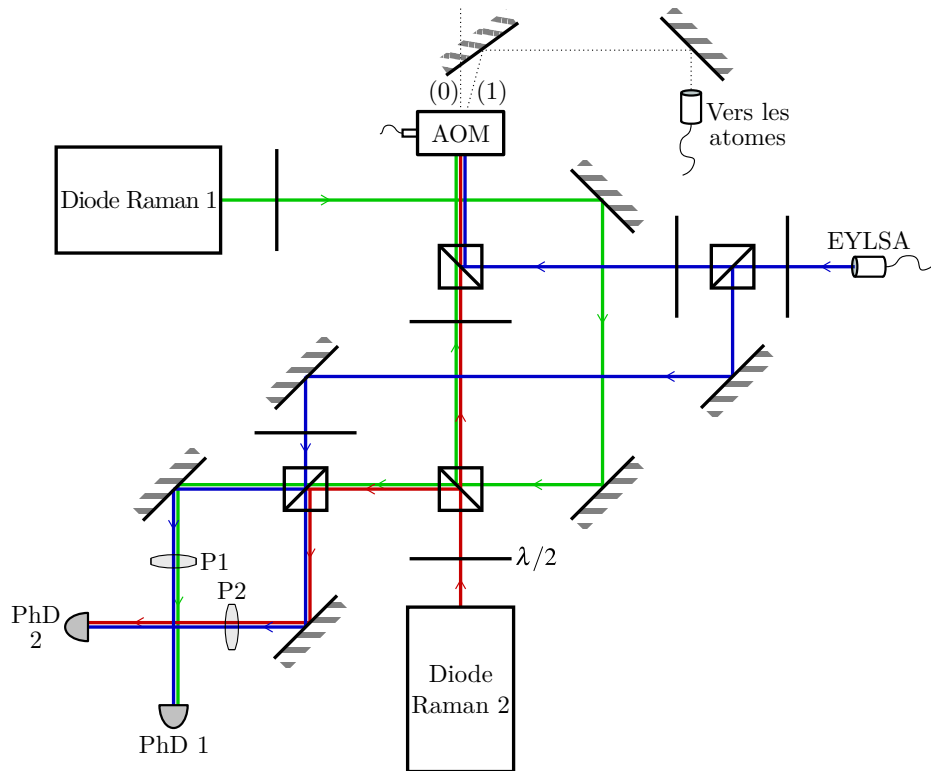 (0) (1)
AOM
Vers les
atomes
Diode Raman 1
EYLSA
λ/2
P1
P2
PhD
2
Diode
Raman 2
PhD 1